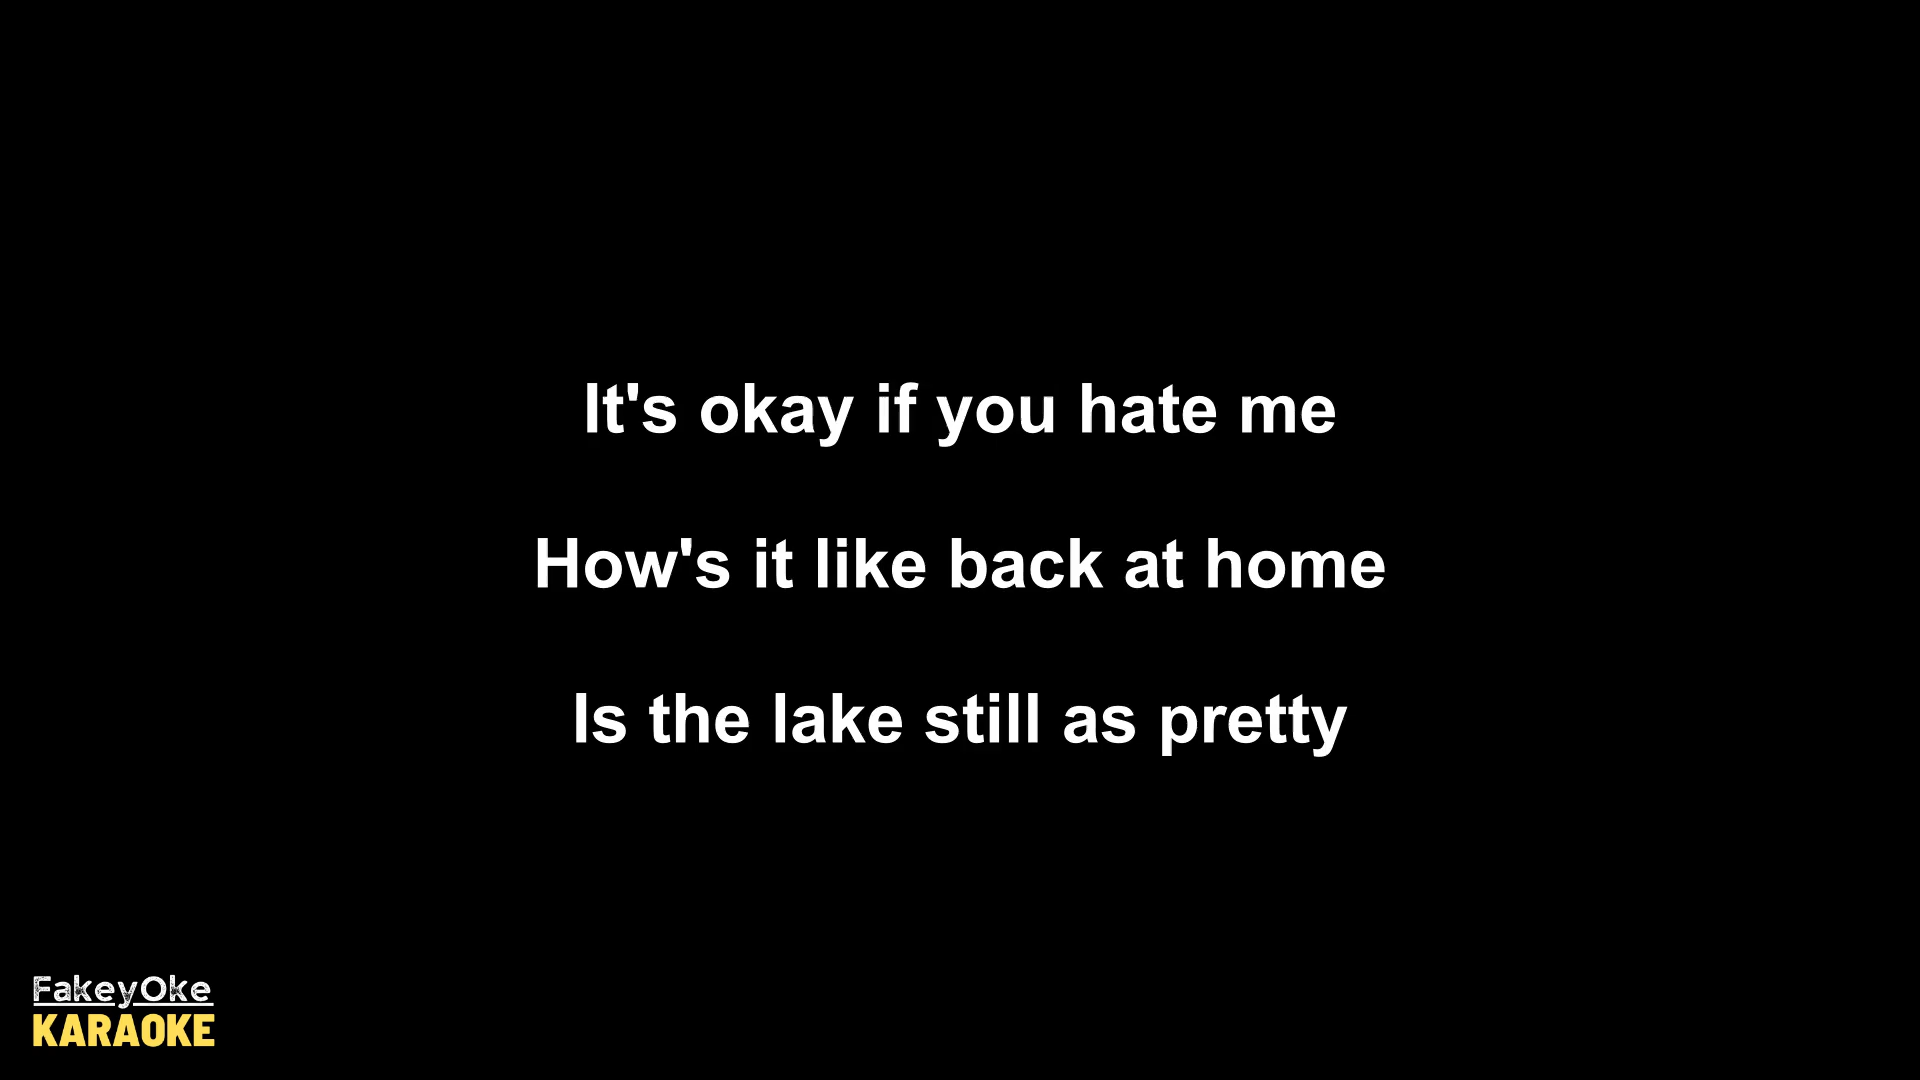 It's okay if you hate me
How's it like back at home
Is the lake still as pretty
FakeyOke
KARAOKE